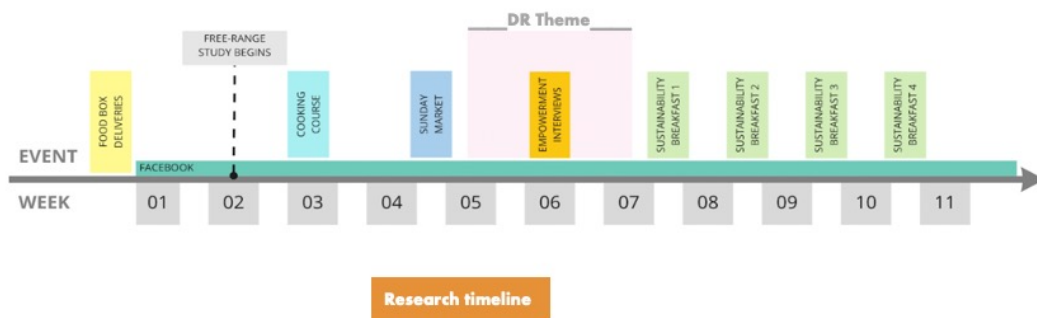 DR Theme
FREE-RANGE
STUDY BEGINS
FOOD BOX
DELIVERIES
COOKING
COURSE
SUNDAY
MARKET
EMPOWERMENT
INTERVIEWS
SUSTAINABILITY
BREAKFAST 1
SUSTAINABILITY
BREAKFAST 2
SUSTAINABILITY
BREAKFAST 3
SUSTAINABILITY
BREAKFAST 4
EVENT
FACEBOOK
WEEK
01 02 03 04 05 06 07 08 09 10 11
Research timeline